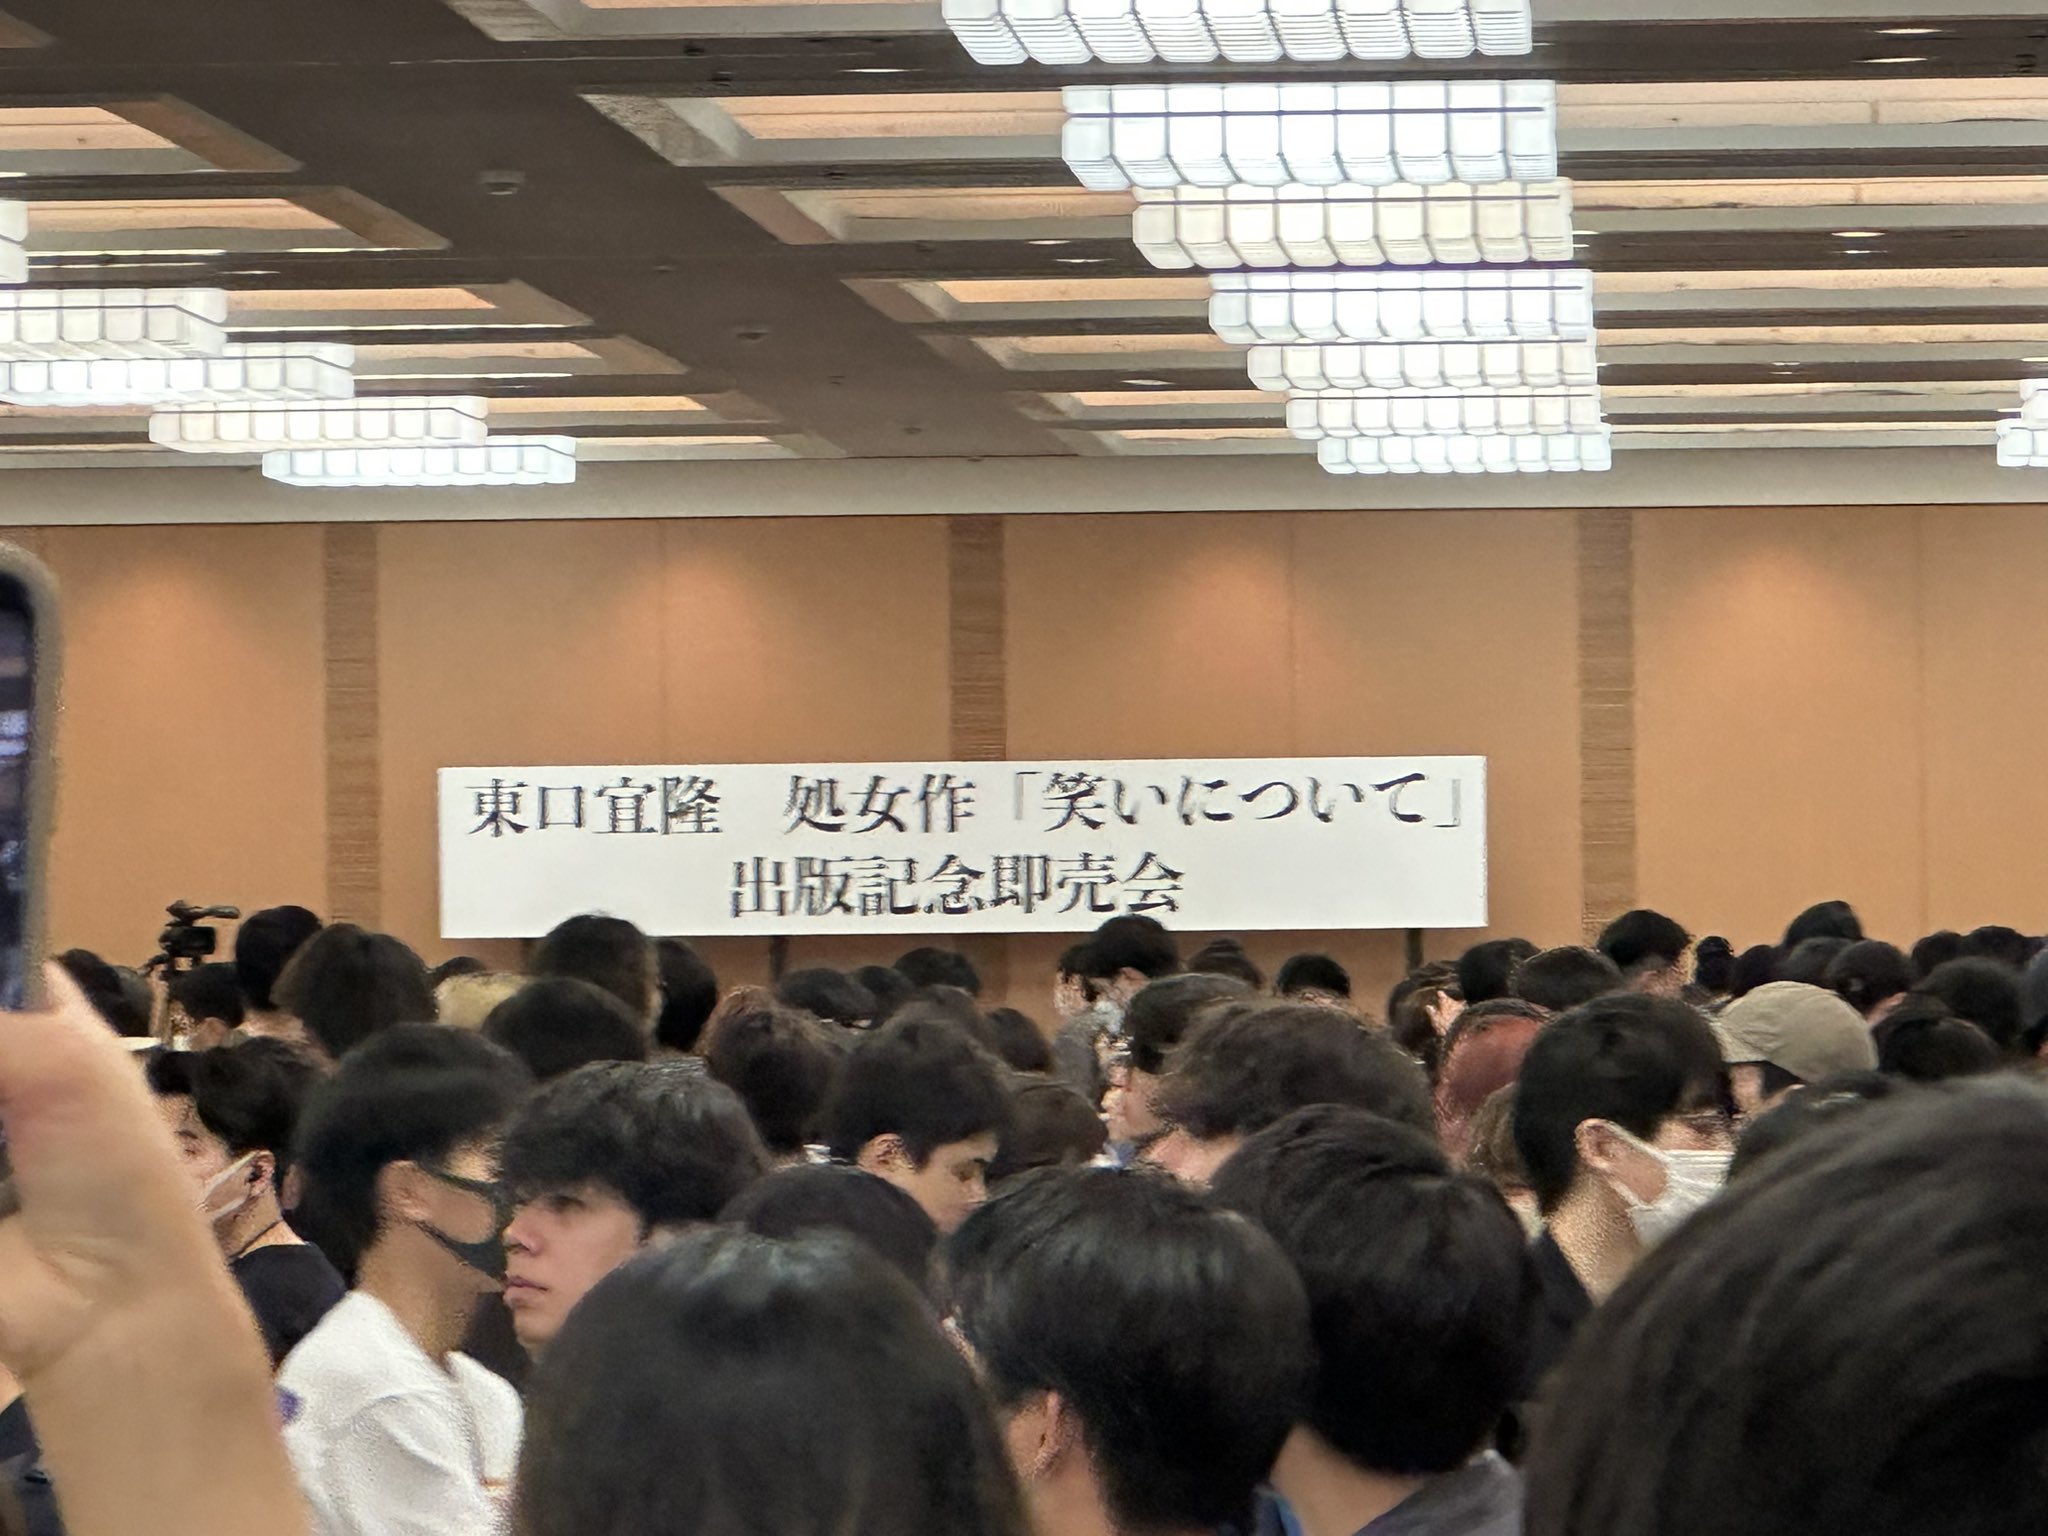 東口宜隆　処女作「笑いについて」
出版記念即売会